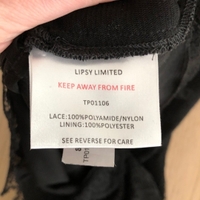 LIPSY LIMITED
KEEP AWAY FROM FIRE
TP01106
LACE:100%POLYAMIDE/NYLON
LINING:100%POLYESTER
SEE REVERSE FOR CARE